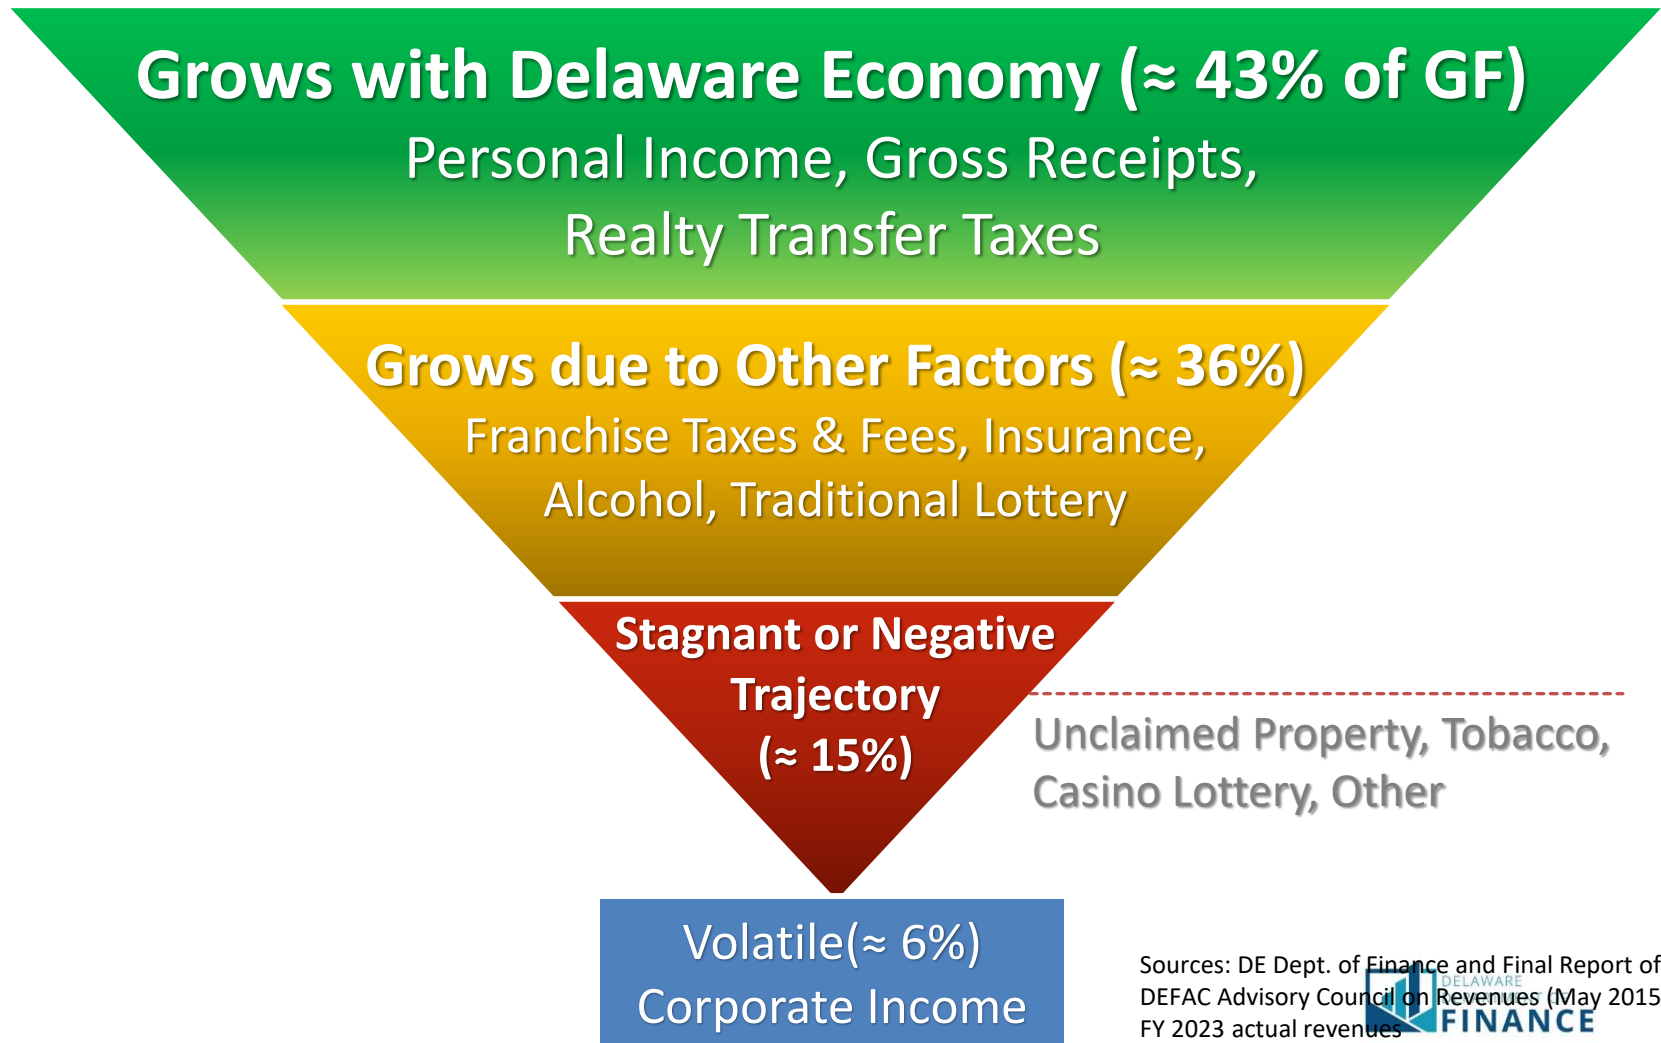 Grows with Delaware Economy (≈ 43% of GF)
Personal Income, Gross Receipts,
Realty Transfer Taxes
Grows due to Other Factors (≈ 36%)
Franchise Taxes & Fees, Insurance,
Alcohol, Traditional Lottery
Stagnant or Negative
Trajectory
(≈ 15%)
Unclaimed Property, Tobacco,
Casino Lottery, Other
Volatile(≈ 6%)
Corporate Income
Sources: DE Dept. of Finance and Final Report of
DEFAC Advisory Council on Revenues (May 2015
FY 2023 actual revenues
DELAWARE
DEPARTMENT OF
FINANCE